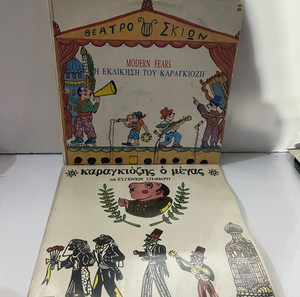 ΘΕΑΤΡΟ ΣΚΙΩΝ
MODERN FEARS
Η ΕΚΔΙΚΗΣΗ ΤΟΥ ΚΑΡΑΓΚΙΟΖΗ
καραγκιόζης ὁ μέγας
τοῦ ΕΥΓΕΝΙΟΥ ΣΠΑΘΑΡΗ